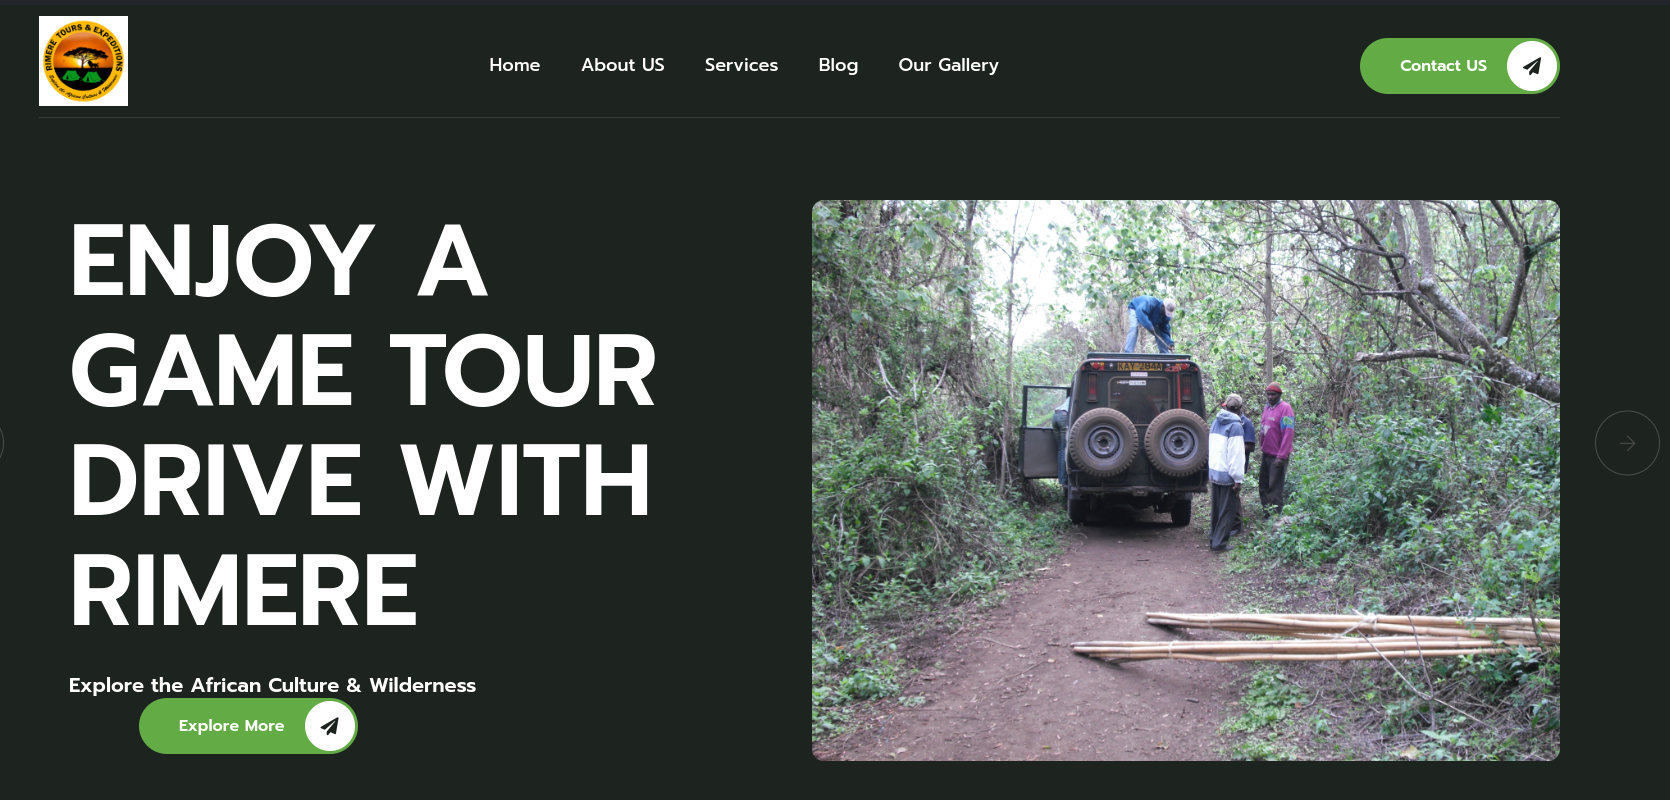 RIMERE TOURS & EXPEDITIONS
Home About US Services Blog Our Gallery
Contact US
ENJOY A
GAME TOUR
DRIVE WITH
RIMERE
Explore the African Culture & Wilderness
Explore More